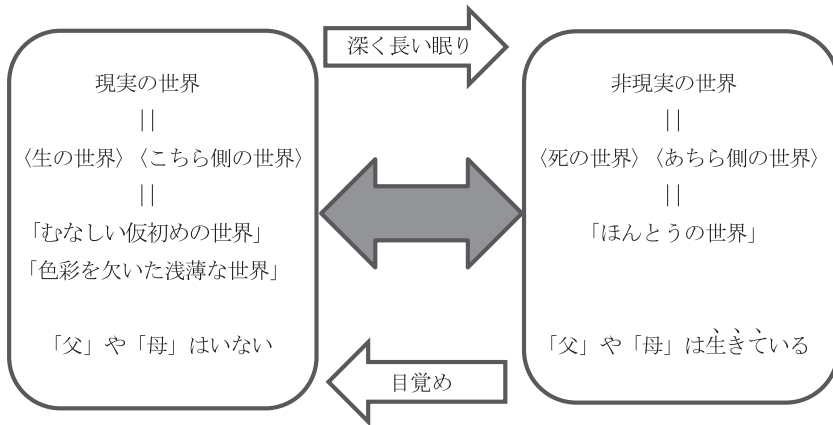 深く長い眠り
現実の世界
||
〈生の世界〉〈こちら側の世界〉
||
「むなしい仮初めの世界」
「色彩を欠いた浅薄な世界」
「父」や「母」はいない
非現実の世界
||
〈死の世界〉〈あちら側の世界〉
||
「ほんとうの世界」
「父」や「母」は生きている
目覚め